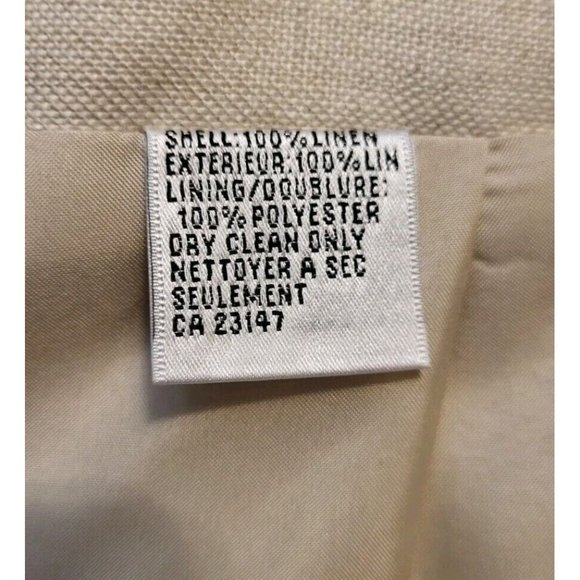 SHELL:100%LINEN
EXTERIEUR:100%LIN
LINING/DOUBLURE:
100%POLYESTER
DRY CLEAN ONLY
NETTOYER A SEC
SEULEMENT
CA 23147